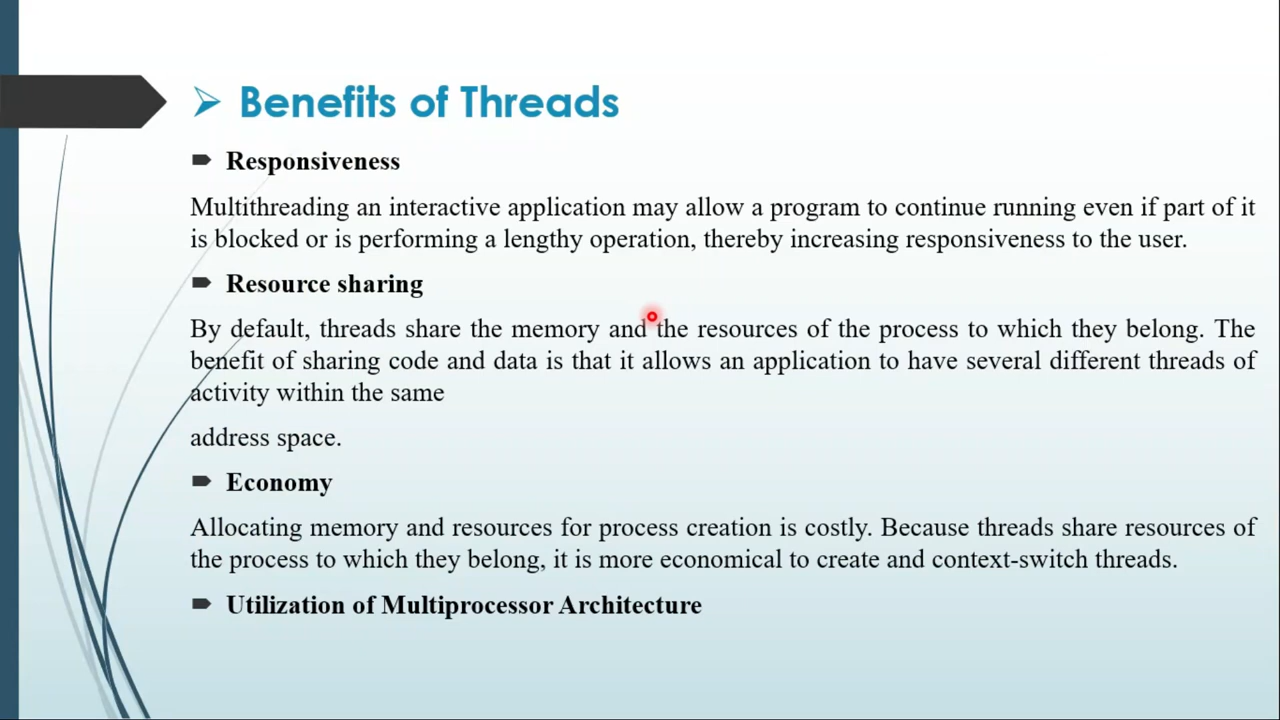 Benefits of Threads
Responsiveness
Multithreading an interactive application may allow a program to continue running even if part of it
is blocked or is performing a lengthy operation, thereby increasing responsiveness to the user.
Resource sharing
By default, threads share the memory and the resources of the process to which they belong. The
benefit of sharing code and data is that it allows an application to have several different threads of
activity within the same
address space.
Economy
Allocating memory and resources for process creation is costly. Because threads share resources of
the process to which they belong, it is more economical to create and context-switch threads.
Utilization of Multiprocessor Architecture